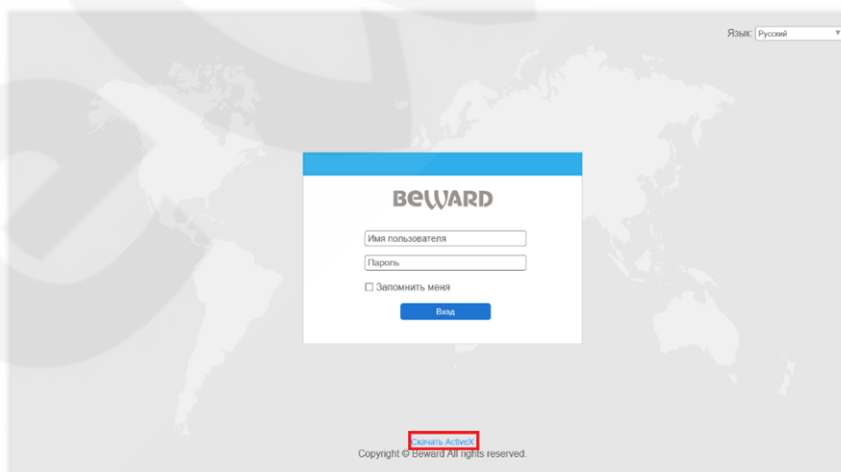 Язык: Русский
BEWARD
Имя пользователя
Пароль
Запомнить меня
Вход
Скачать ActiveX
Copyright © Beward All rights reserved.